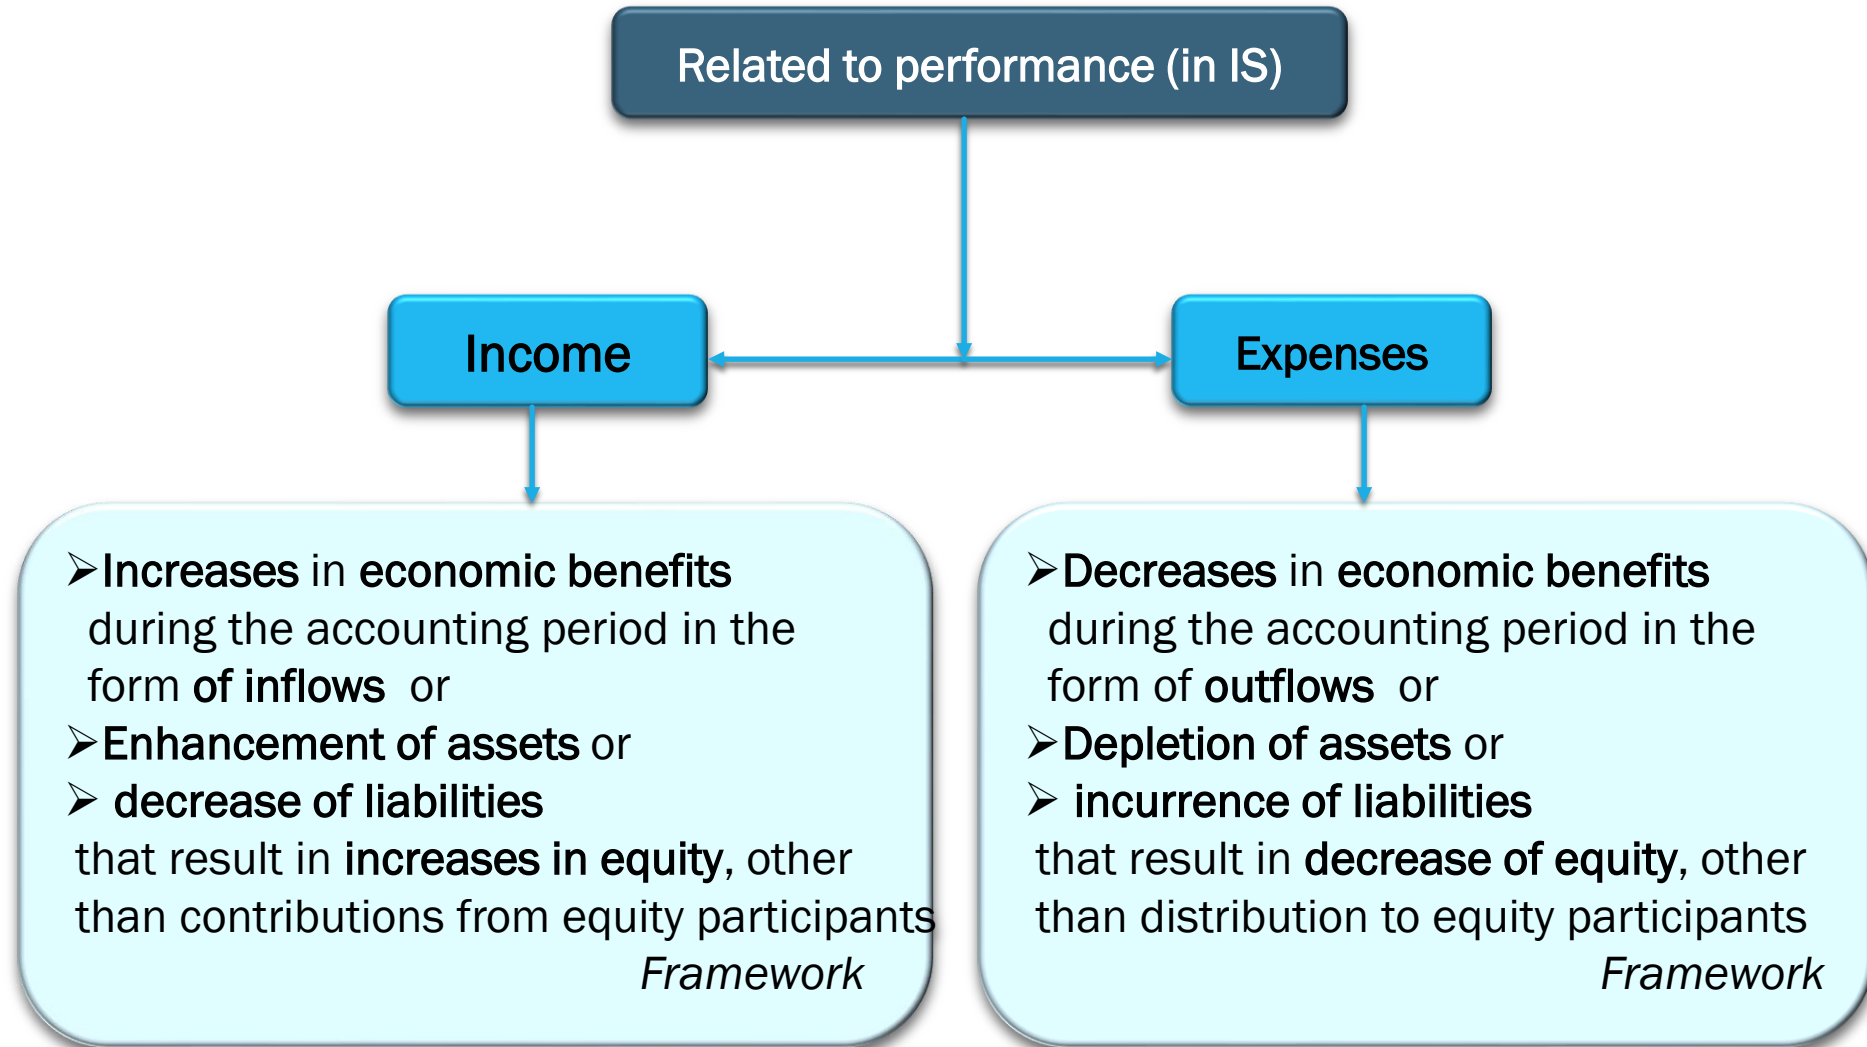 Related to performance (in IS)
Income
Expenses
➢Increases in economic benefits
during the accounting period in the
form of inflows or
➢Enhancement of assets or
➢ decrease of liabilities
that result in increases in equity, other
than contributions from equity participants
Framework
➢Decreases in economic benefits
during the accounting period in the
form of outflows or
➢Depletion of assets or
➢ incurrence of liabilities
that result in decrease of equity, other
than distribution to equity participants
Framework